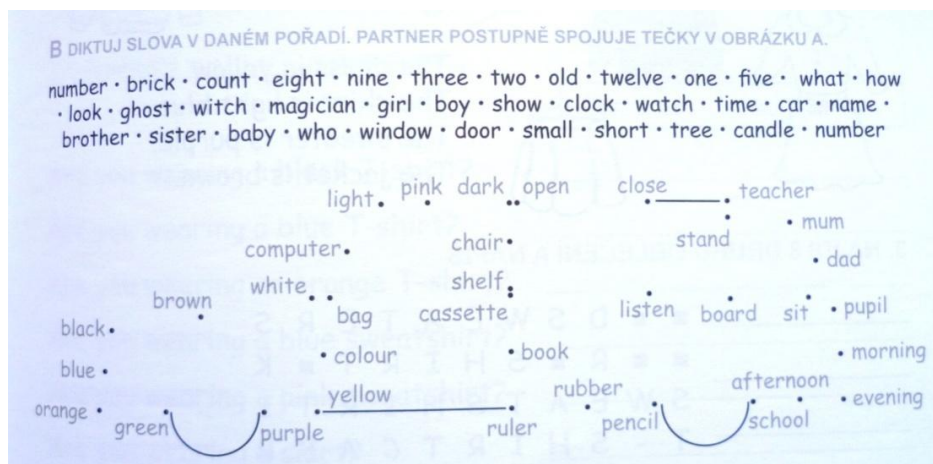 B DIKTUJ SLOVA V DANÉM POŘADÍ. PARTNER POSTUPNĚ SPOJUJE TEČKY V OBRÁZKU A.
number · brick · count · eight · nine · three · two · old · twelve · one · five · what · how
· look · ghost · witch · magician · girl · boy · show · clock · watch · time · car · name ·
brother · sister · baby · who · window · door · small · short · tree · candle · number
light pink dark open close teacher
mum
computer chair stand dad
white shelf
brown bag cassette listen board sit pupil
black
colour book morning
blue
yellow rubber afternoon
orange green purple ruler pencil school evening